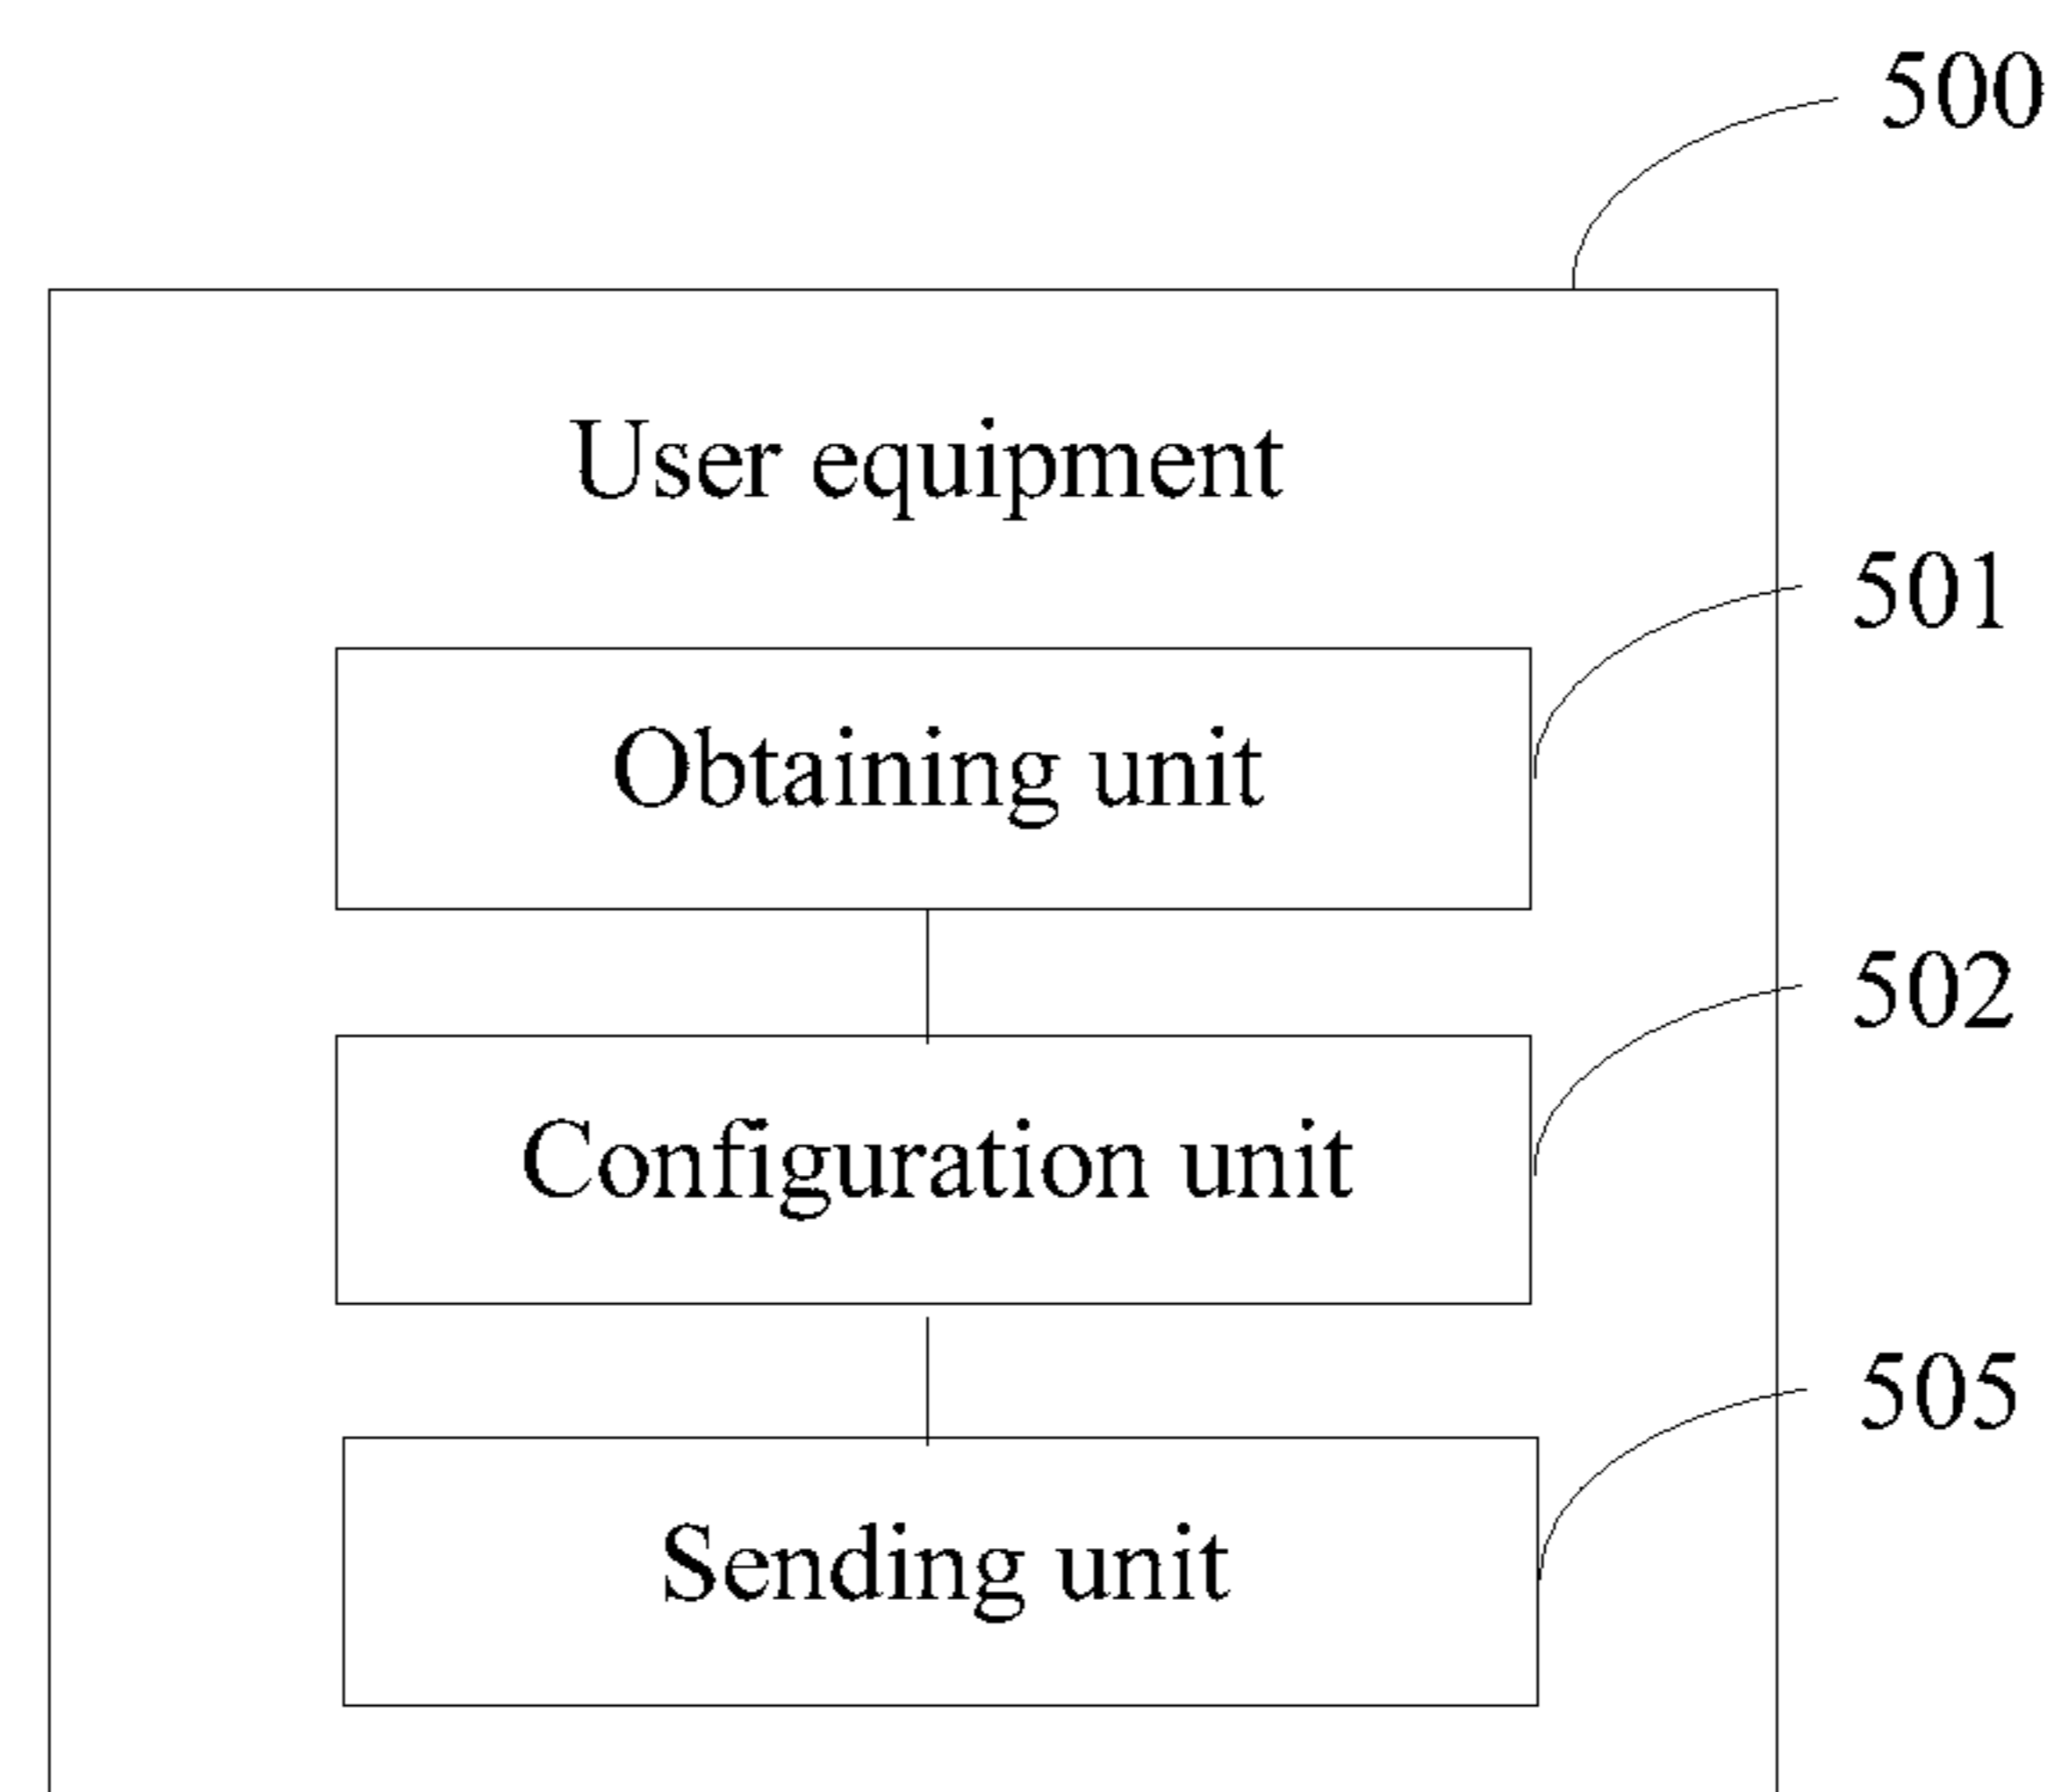 500
User equipment
501
Obtaining unit
502
Configuration unit
505
Sending unit